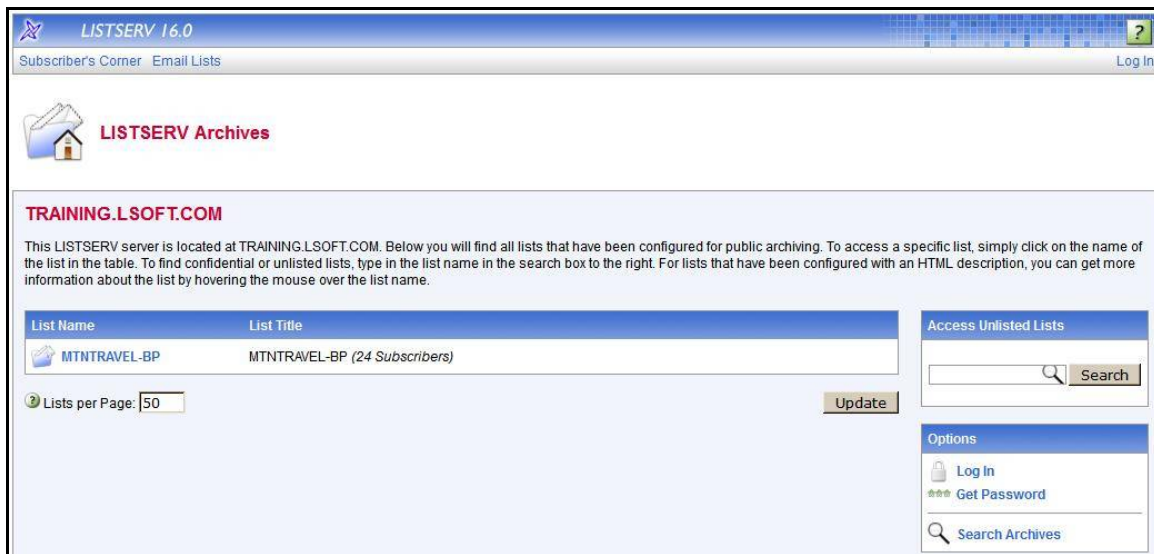 LISTSERV 16.0
?
Subscriber's Corner Email Lists Log In
LISTSERV Archives
TRAINING.LSOFT.COM
This LISTSERV server is located at TRAINING.LSOFT.COM. Below you will find all lists that have been configured for public archiving. To access a specific list, simply click on the name of
the list in the table. To find confidential or unlisted lists, type in the list name in the search box to the right. For lists that have been configured with an HTML description, you can get more
information about the list by hovering the mouse over the list name.
List Name List Title
MTNTRAVEL-BP MTNTRAVEL-BP (24 Subscribers)
? Lists per Page: 50 Update
Access Unlisted Lists
Search
Options
Log In
*** Get Password
Search Archives